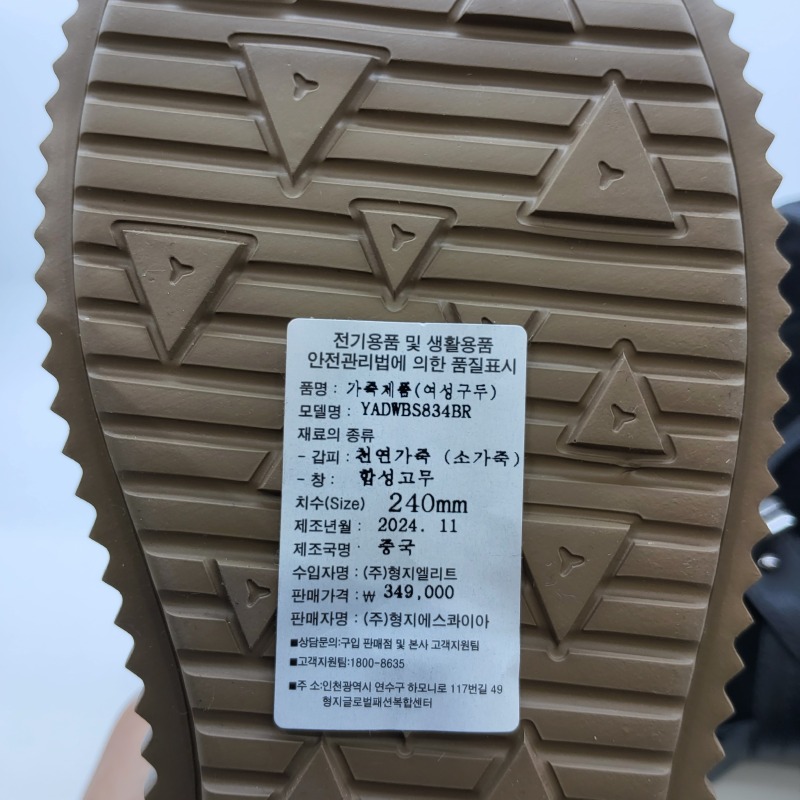 전기용품 및 생활용품
안전관리법에 의한 품질표시
품명 : 가죽제품(여성구두)
모델명 : YADWBS834BR
재료의 종류
- 갑피 : 천연가죽 (소가죽)
- 창 : 합성고무
치수(Size) 240mm
제조년월 : 2024. 11
제조국명 : 중국
수입자명 : (주)형지엘리트
판매가격 : ₩ 349,000
판매자명 : (주)형지에스콰이아
■상담문의:구입 판매점 및 본사 고객지원팀
■고객지원팀:1800-8635
■주 소:인천광역시 연수구 하모니로 117번길 49
형지글로벌패션복합센터